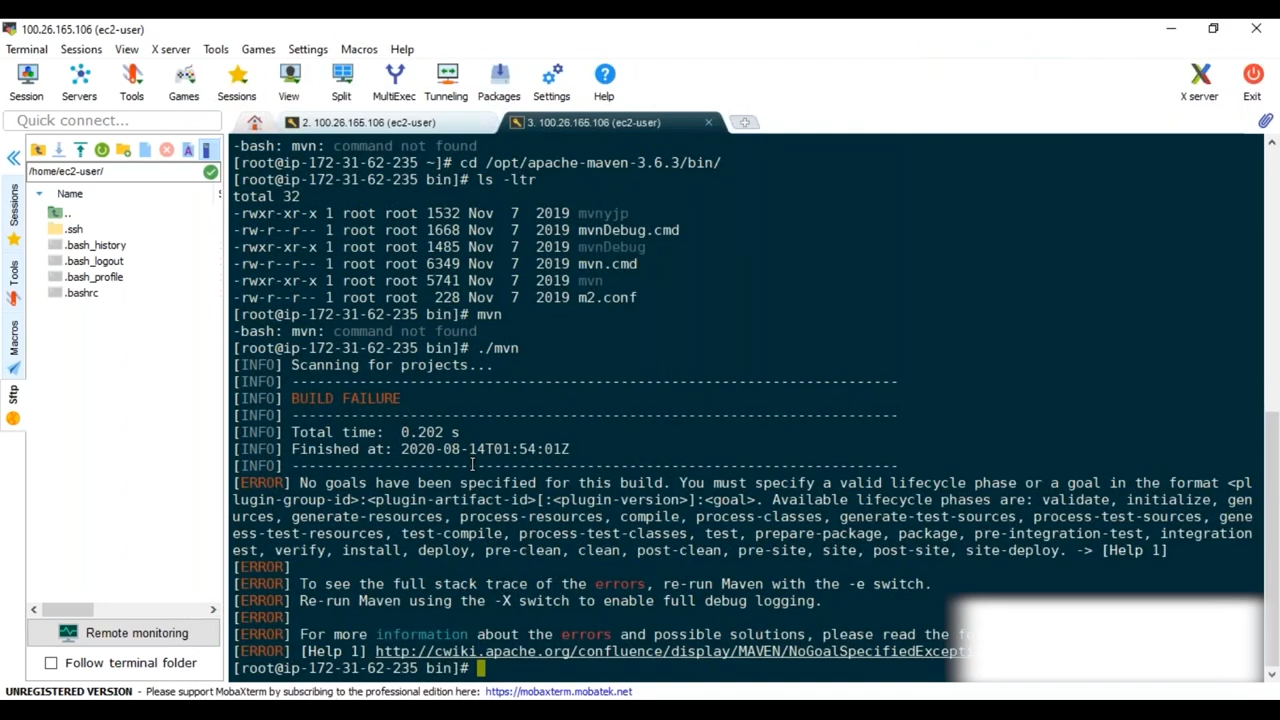 100.26.165.106 (ec2-user)
Terminal Sessions View X server Tools Games Settings Macros Help
Session Servers Tools Games Sessions View Split MultiExec Tunneling Packages Settings Help X server Exit
Quick connect...
2. 100.26.165.106 (ec2-user)
3. 100.26.165.106 (ec2-user)
/home/ec2-user/
Name
..
.ssh
.bash_history
.bash_logout
.bash_profile
.bashrc
Sessions
Tools
Macros
Sftp
Remote monitoring
Follow terminal folder
-bash: mvn: command not found
[root@ip-172-31-62-235 ~]# cd /opt/apache-maven-3.6.3/bin/
[root@ip-172-31-62-235 bin]# ls -ltr
total 32
-rwxr-xr-x 1 root root 1532 Nov  7  2019 mvnyjp
-rw-r--r-- 1 root root 1668 Nov  7  2019 mvnDebug.cmd
-rwxr-xr-x 1 root root 1485 Nov  7  2019 mvnDebug
-rw-r--r-- 1 root root 6349 Nov  7  2019 mvn.cmd
-rwxr-xr-x 1 root root 5741 Nov  7  2019 mvn
-rw-r--r-- 1 root root  228 Nov  7  2019 m2.conf
[root@ip-172-31-62-235 bin]# mvn
-bash: mvn: command not found
[root@ip-172-31-62-235 bin]# ./mvn
[INFO] Scanning for projects...
[INFO] ------------------------------------------------------------------------
[INFO] BUILD FAILURE
[INFO] ------------------------------------------------------------------------
[INFO] Total time:  0.202 s
[INFO] Finished at: 2020-08-14T01:54:01Z
[INFO] ------------------------------------------------------------------------
[ERROR] No goals have been specified for this build. You must specify a valid lifecycle phase or a goal in the format <pl
lugin-group-id>:<plugin-artifact-id>[:<plugin-version>]:<goal>. Available lifecycle phases are: validate, initialize, gen
urces, generate-resources, process-resources, compile, process-classes, generate-test-sources, process-test-sources, gene
ess-test-resources, test-compile, process-test-classes, test, prepare-package, package, pre-integration-test, integration
est, verify, install, deploy, pre-clean, clean, post-clean, pre-site, site, post-site, site-deploy. -> [Help 1]
[ERROR]
[ERROR] To see the full stack trace of the errors, re-run Maven with the -e switch.
[ERROR] Re-run Maven using the -X switch to enable full debug logging.
[ERROR]
[ERROR] For more information about the errors and possible solutions, please read the
[ERROR] [Help 1] http://cwiki.apache.org/confluence/display/MAVEN/NoGoalSpecifiedExcepti
[root@ip-172-31-62-235 bin]#
UNREGISTERED VERSION - Please support MobaXterm by subscribing to the professional edition here: https://mobaxterm.mobatek.net